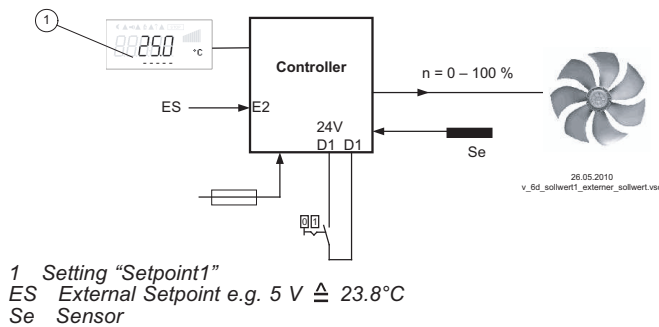 1
25.0
°C
Controller
n = 0 – 100 %
ES
E2
24V
D1 D1
Se
26.05.2010
v_6d_sollwert1_externer_sollwert.vsd
0 1
1 Setting “Setpoint1”
ES External Setpoint e.g. 5 V ≙ 23.8°C
Se Sensor